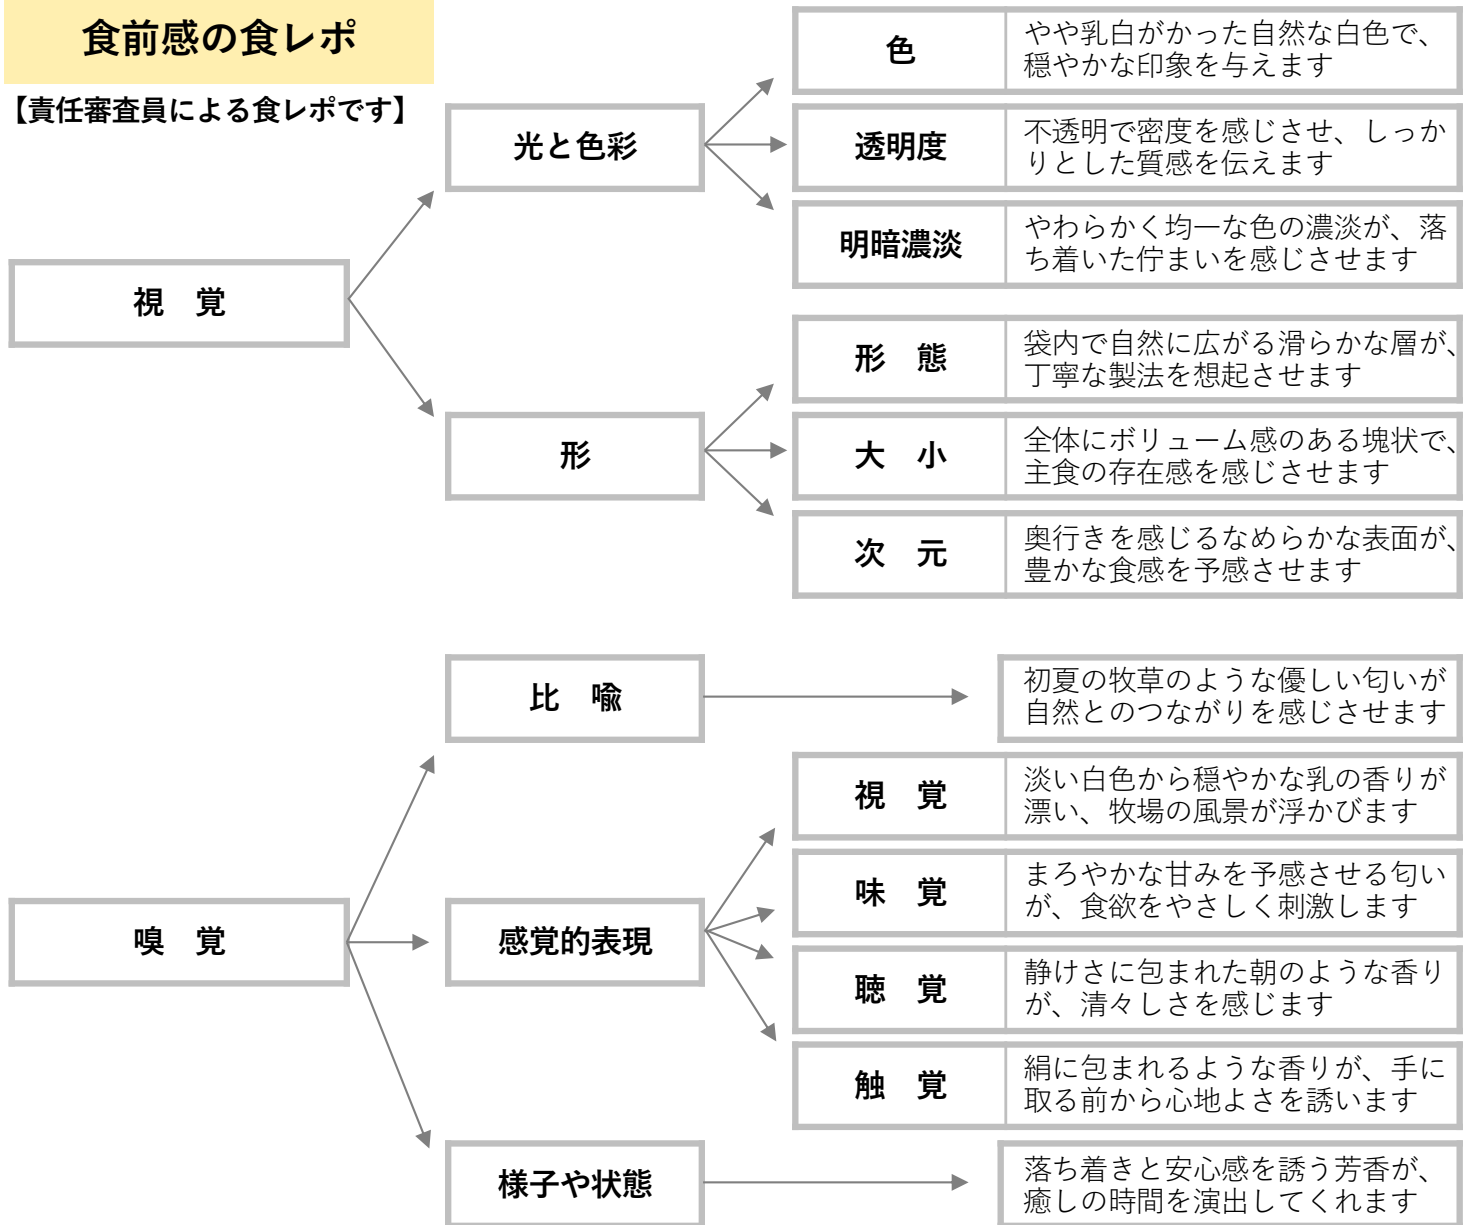 食前感の食レポ
【責任審査員による食レポです】
視　覚
光と色彩
色
やや乳白がかった自然な白色で、
穏やかな印象を与えます
透明度
不透明で密度を感じさせ、しっか
りとした質感を伝えます
明暗濃淡
やわらかく均一な色の濃淡が、落
ち着いた佇まいを感じさせます
形
形　態
袋内で自然に広がる滑らかな層が、
丁寧な製法を想起させます
大　小
全体にボリューム感のある塊状で、
主食の存在感を感じさせます
次　元
奥行きを感じるなめらかな表面が、
豊かな食感を予感させます
嗅　覚
比　喩
初夏の牧草のような優しい匂いが
自然とのつながりを感じさせます
感覚的表現
視　覚
淡い白色から穏やかな乳の香りが
漂い、牧場の風景が浮かびます
味　覚
まろやかな甘みを予感させる匂い
が、食欲をやさしく刺激します
聴　覚
静けさに包まれた朝のような香り
が、清々しさを感じます
触　覚
絹に包まれるような香りが、手に
取る前から心地よさを誘います
様子や状態
落ち着きと安心感を誘う芳香が、
癒しの時間を演出してくれます